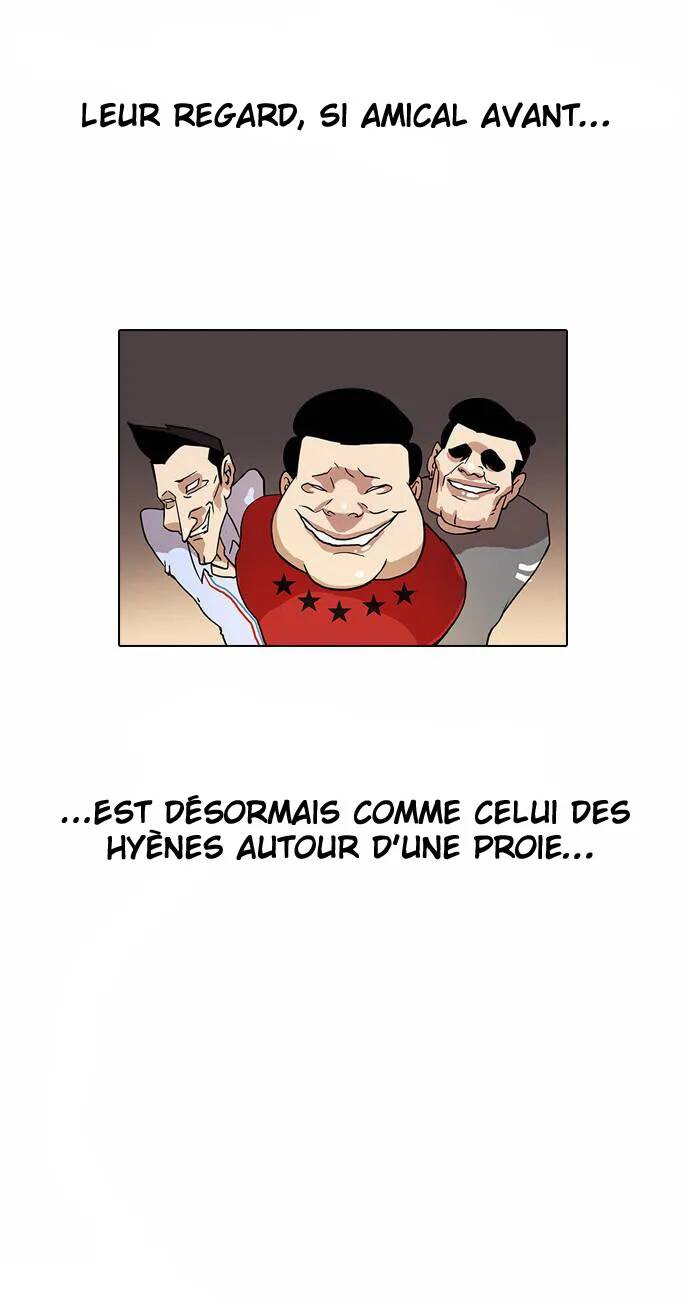 LEUR REGARD, SI AMICAL AVANT...
...EST DÉSORMAIS COMME CELUI DES
HYÈNES AUTOUR D'UNE PROIE...